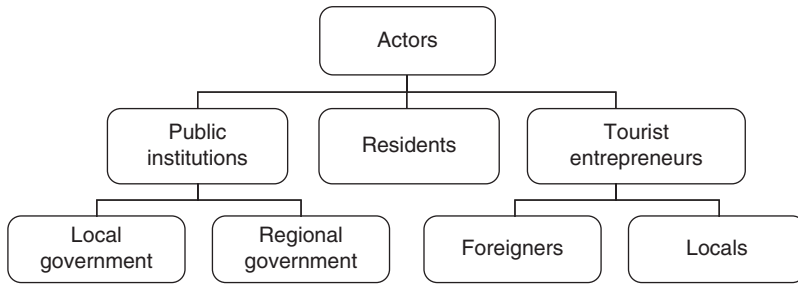 Actors
Public
institutions
Residents
Tourist
entrepreneurs
Local
government
Regional
government
Foreigners
Locals